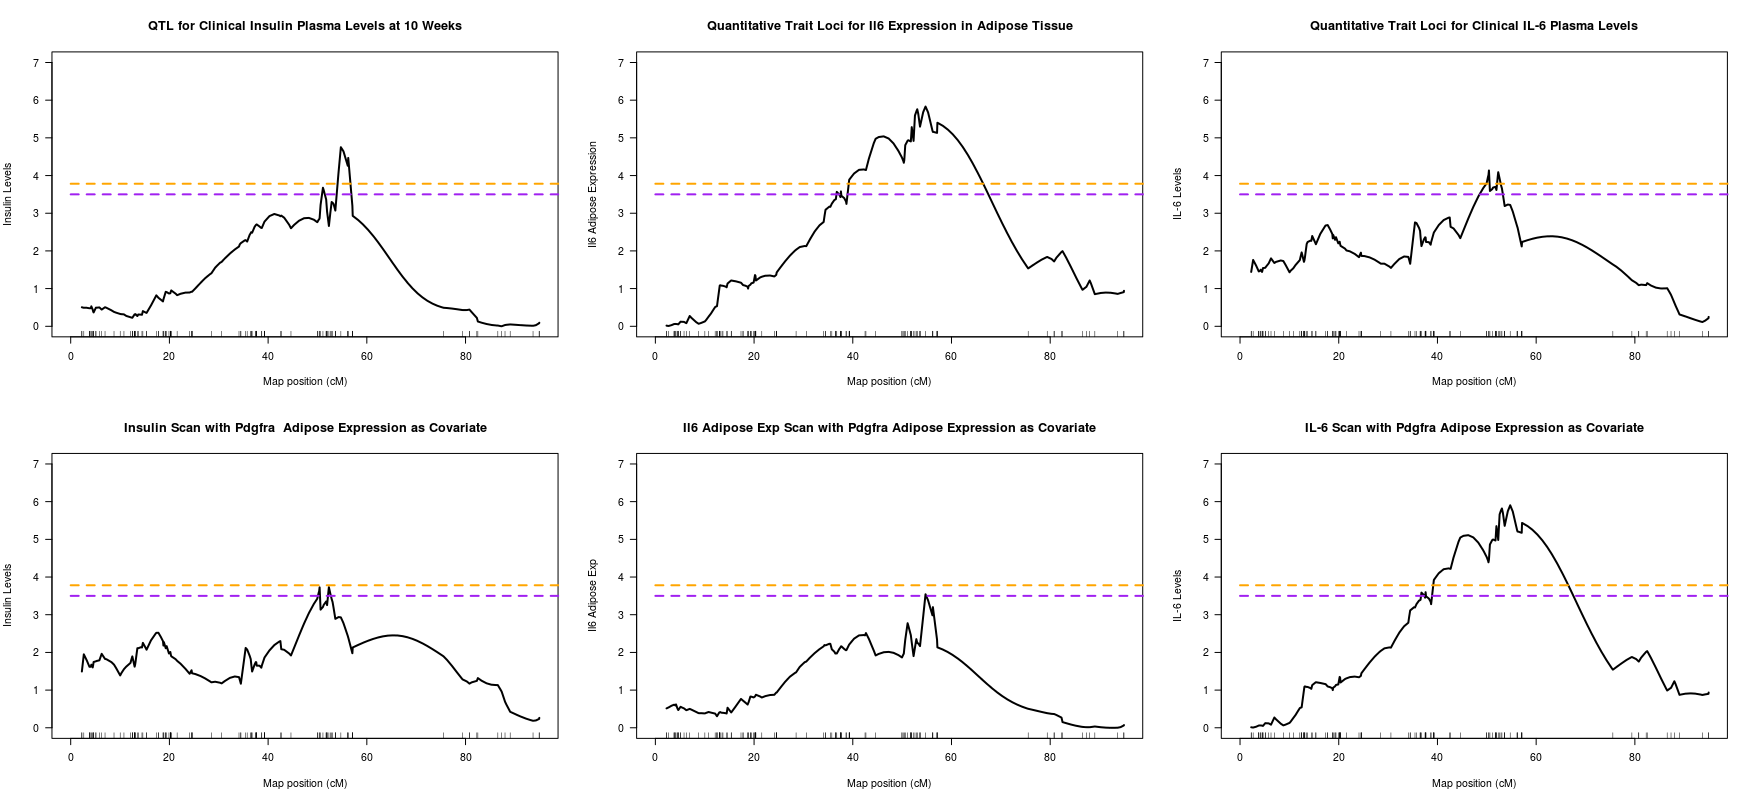 QTL for Clinical Insulin Plasma Levels at 10 Weeks
7
6
5
4
3
2
1
0
Insulin Levels
0 20 40 60 80
Map position (cM)
Quantitative Trait Loci for Il6 Expression in Adipose Tissue
7
6
5
4
3
2
1
0
Il6 Adipose Expression
0 20 40 60 80
Map position (cM)
Quantitative Trait Loci for Clinical IL-6 Plasma Levels
7
6
5
4
3
2
1
0
IL-6 Levels
0 20 40 60 80
Map position (cM)
Insulin Scan with Pdgfra  Adipose Expression as Covariate
7
6
5
4
3
2
1
0
Insulin Levels
0 20 40 60 80
Map position (cM)
Il6 Adipose Exp Scan with Pdgfra Adipose Expression as Covariate
7
6
5
4
3
2
1
0
Il6 Adipose Exp
0 20 40 60 80
Map position (cM)
IL-6 Scan with Pdgfra Adipose Expression as Covariate
7
6
5
4
3
2
1
0
IL-6 Levels
0 20 40 60 80
Map position (cM)